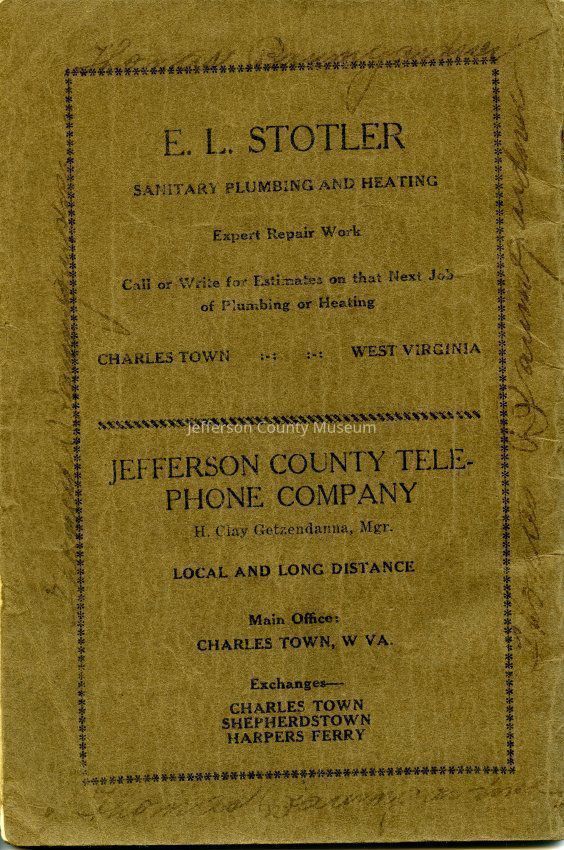 E. L. STOTLER
SANITARY PLUMBING AND HEATING
Expert Repair Work
Call or Write for Estimates on that Next Job
of Plumbing or Heating
CHARLES TOWN :-: :-: WEST VIRGINIA
Jefferson County Museum
JEFFERSON COUNTY TELE-
PHONE COMPANY
H. Clay Getzendanna, Mgr.
LOCAL AND LONG DISTANCE
Main Office:
CHARLES TOWN, W VA.
Exchanges—
CHARLES TOWN
SHEPHERDSTOWN
HARPERS FERRY